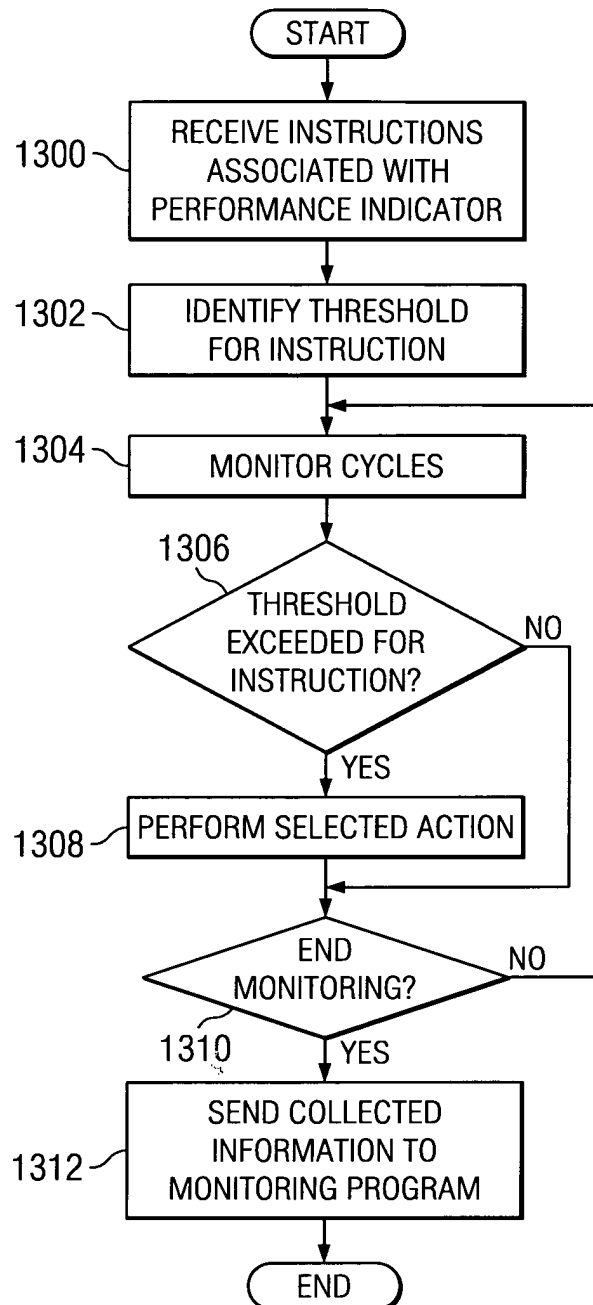 START
1300
RECEIVE INSTRUCTIONS
ASSOCIATED WITH
PERFORMANCE INDICATOR
1302
IDENTIFY THRESHOLD
FOR INSTRUCTION
1304
MONITOR CYCLES
1306
THRESHOLD
EXCEEDED FOR
INSTRUCTION?
NO
YES
1308
PERFORM SELECTED ACTION
END
MONITORING?
NO
1310
YES
1312
SEND COLLECTED
INFORMATION TO
MONITORING PROGRAM
END